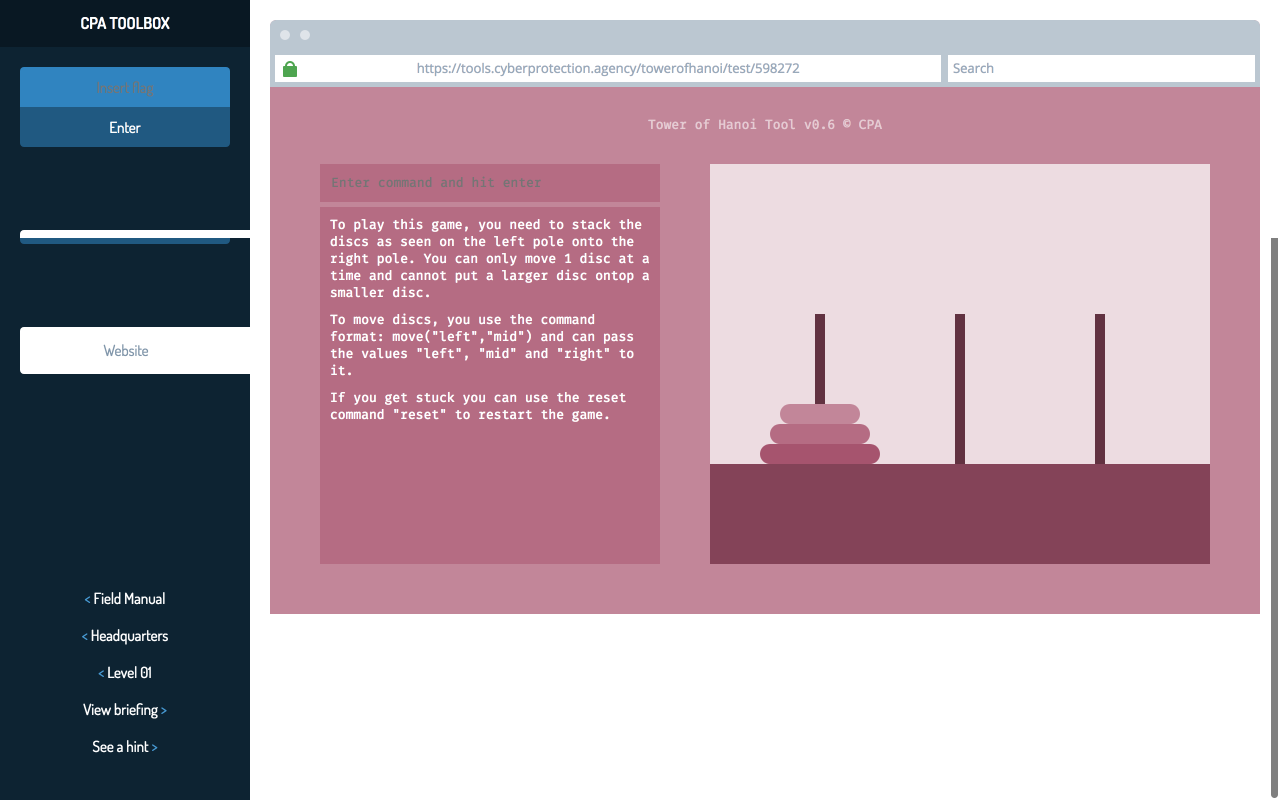 CPA TOOLBOX
Insert flag
Enter
Website
< Field Manual
< Headquarters
< Level 01
View briefing >
See a hint >
https://tools.cyberprotection.agency/towerofhanoi/test/598272
Search
Tower of Hanoi Tool v0.6 © CPA
Enter command and hit enter
To play this game, you need to stack the
discs as seen on the left pole onto the
right pole. You can only move 1 disc at a
time and cannot put a larger disc ontop a
smaller disc.
To move discs, you use the command
format: move("left","mid") and can pass
the values "left", "mid" and "right" to
it.
If you get stuck you can use the reset
command "reset" to restart the game.